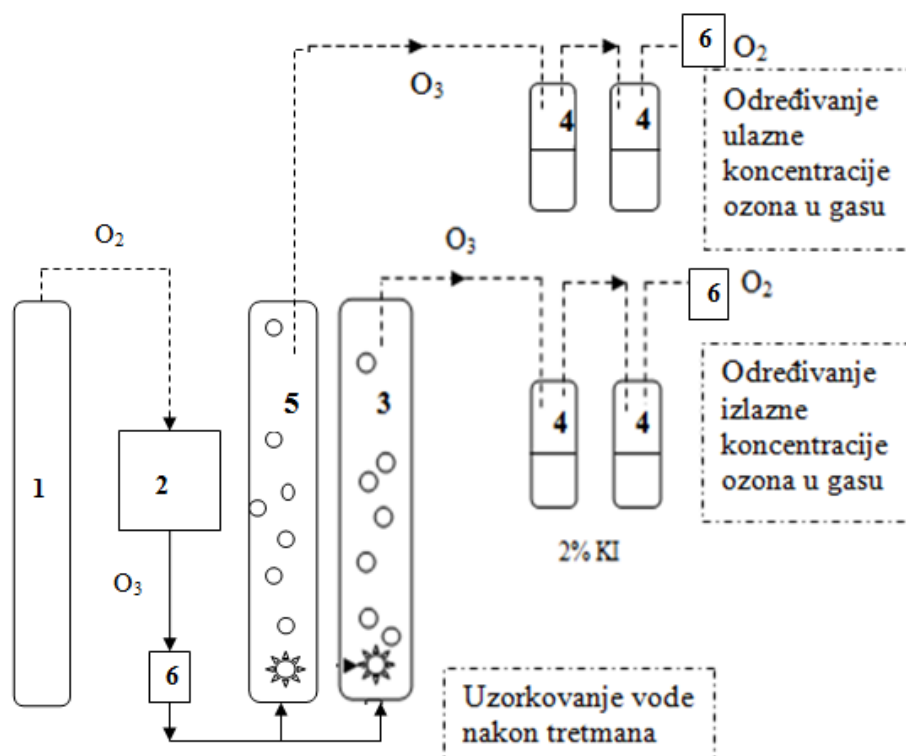 6
O₂
O₃
4
4
Određivanje
ulazne
koncentracije
ozona u gasu
O₂
O₃
6
O₂
5
3
4
4
Određivanje
izlazne
koncentracije
ozona u gasu
1
2
2% KI
O₃
6
Uzorkovanje vode
nakon tretmana